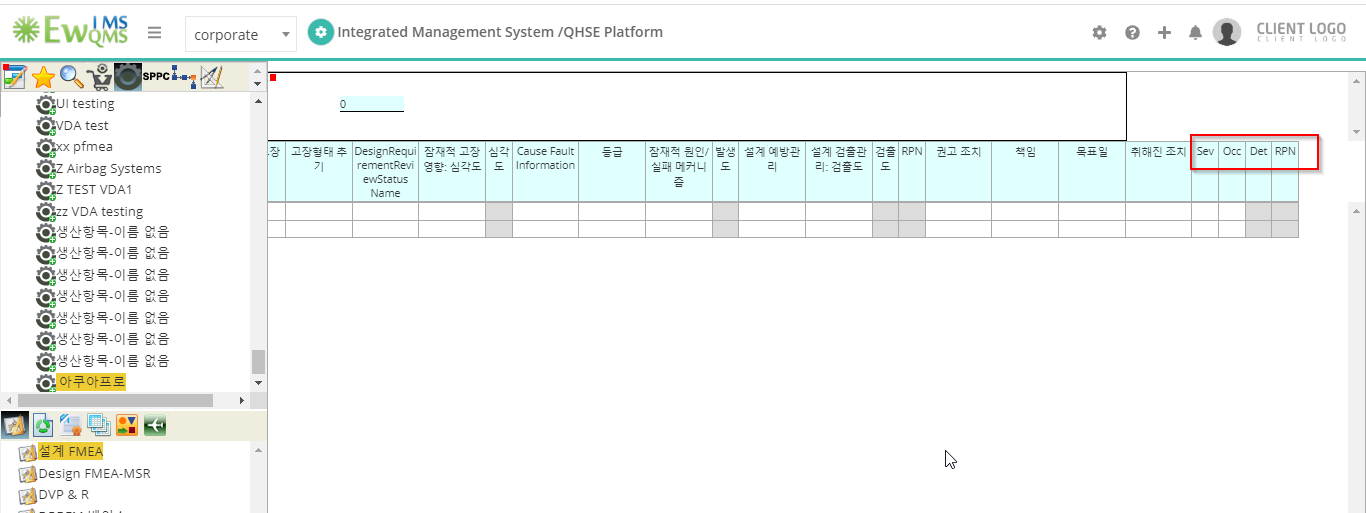 EwIMS
QMS
corporate
Integrated Management System /QHSE Platform
CLIENT LOGO
CLIENT LOGO
SPPC
UI testing
VDA test
xx pfmea
Z Airbag Systems
Z TEST VDA1
zz VDA testing
생산항목-이름 없음
생산항목-이름 없음
생산항목-이름 없음
생산항목-이름 없음
생산항목-이름 없음
생산항목-이름 없음
생산항목-이름 없음
아쿠아프로
설계 FMEA
Design FMEA-MSR
DVP & R
0
고장형태 추
기
DesignRequi
rementRevi
ewStatus
Name
잠재적 고장
영향: 심각도
심각
도
Cause Fault
Information
등급
잠재적 원인/
실패 메커니
즘
발생
도
설계 예방관
리
설계 검출관
리: 검출도
검출
도
RPN
권고 조치
책임
목표일
취해진 조치
Sev
Occ
Det
RPN